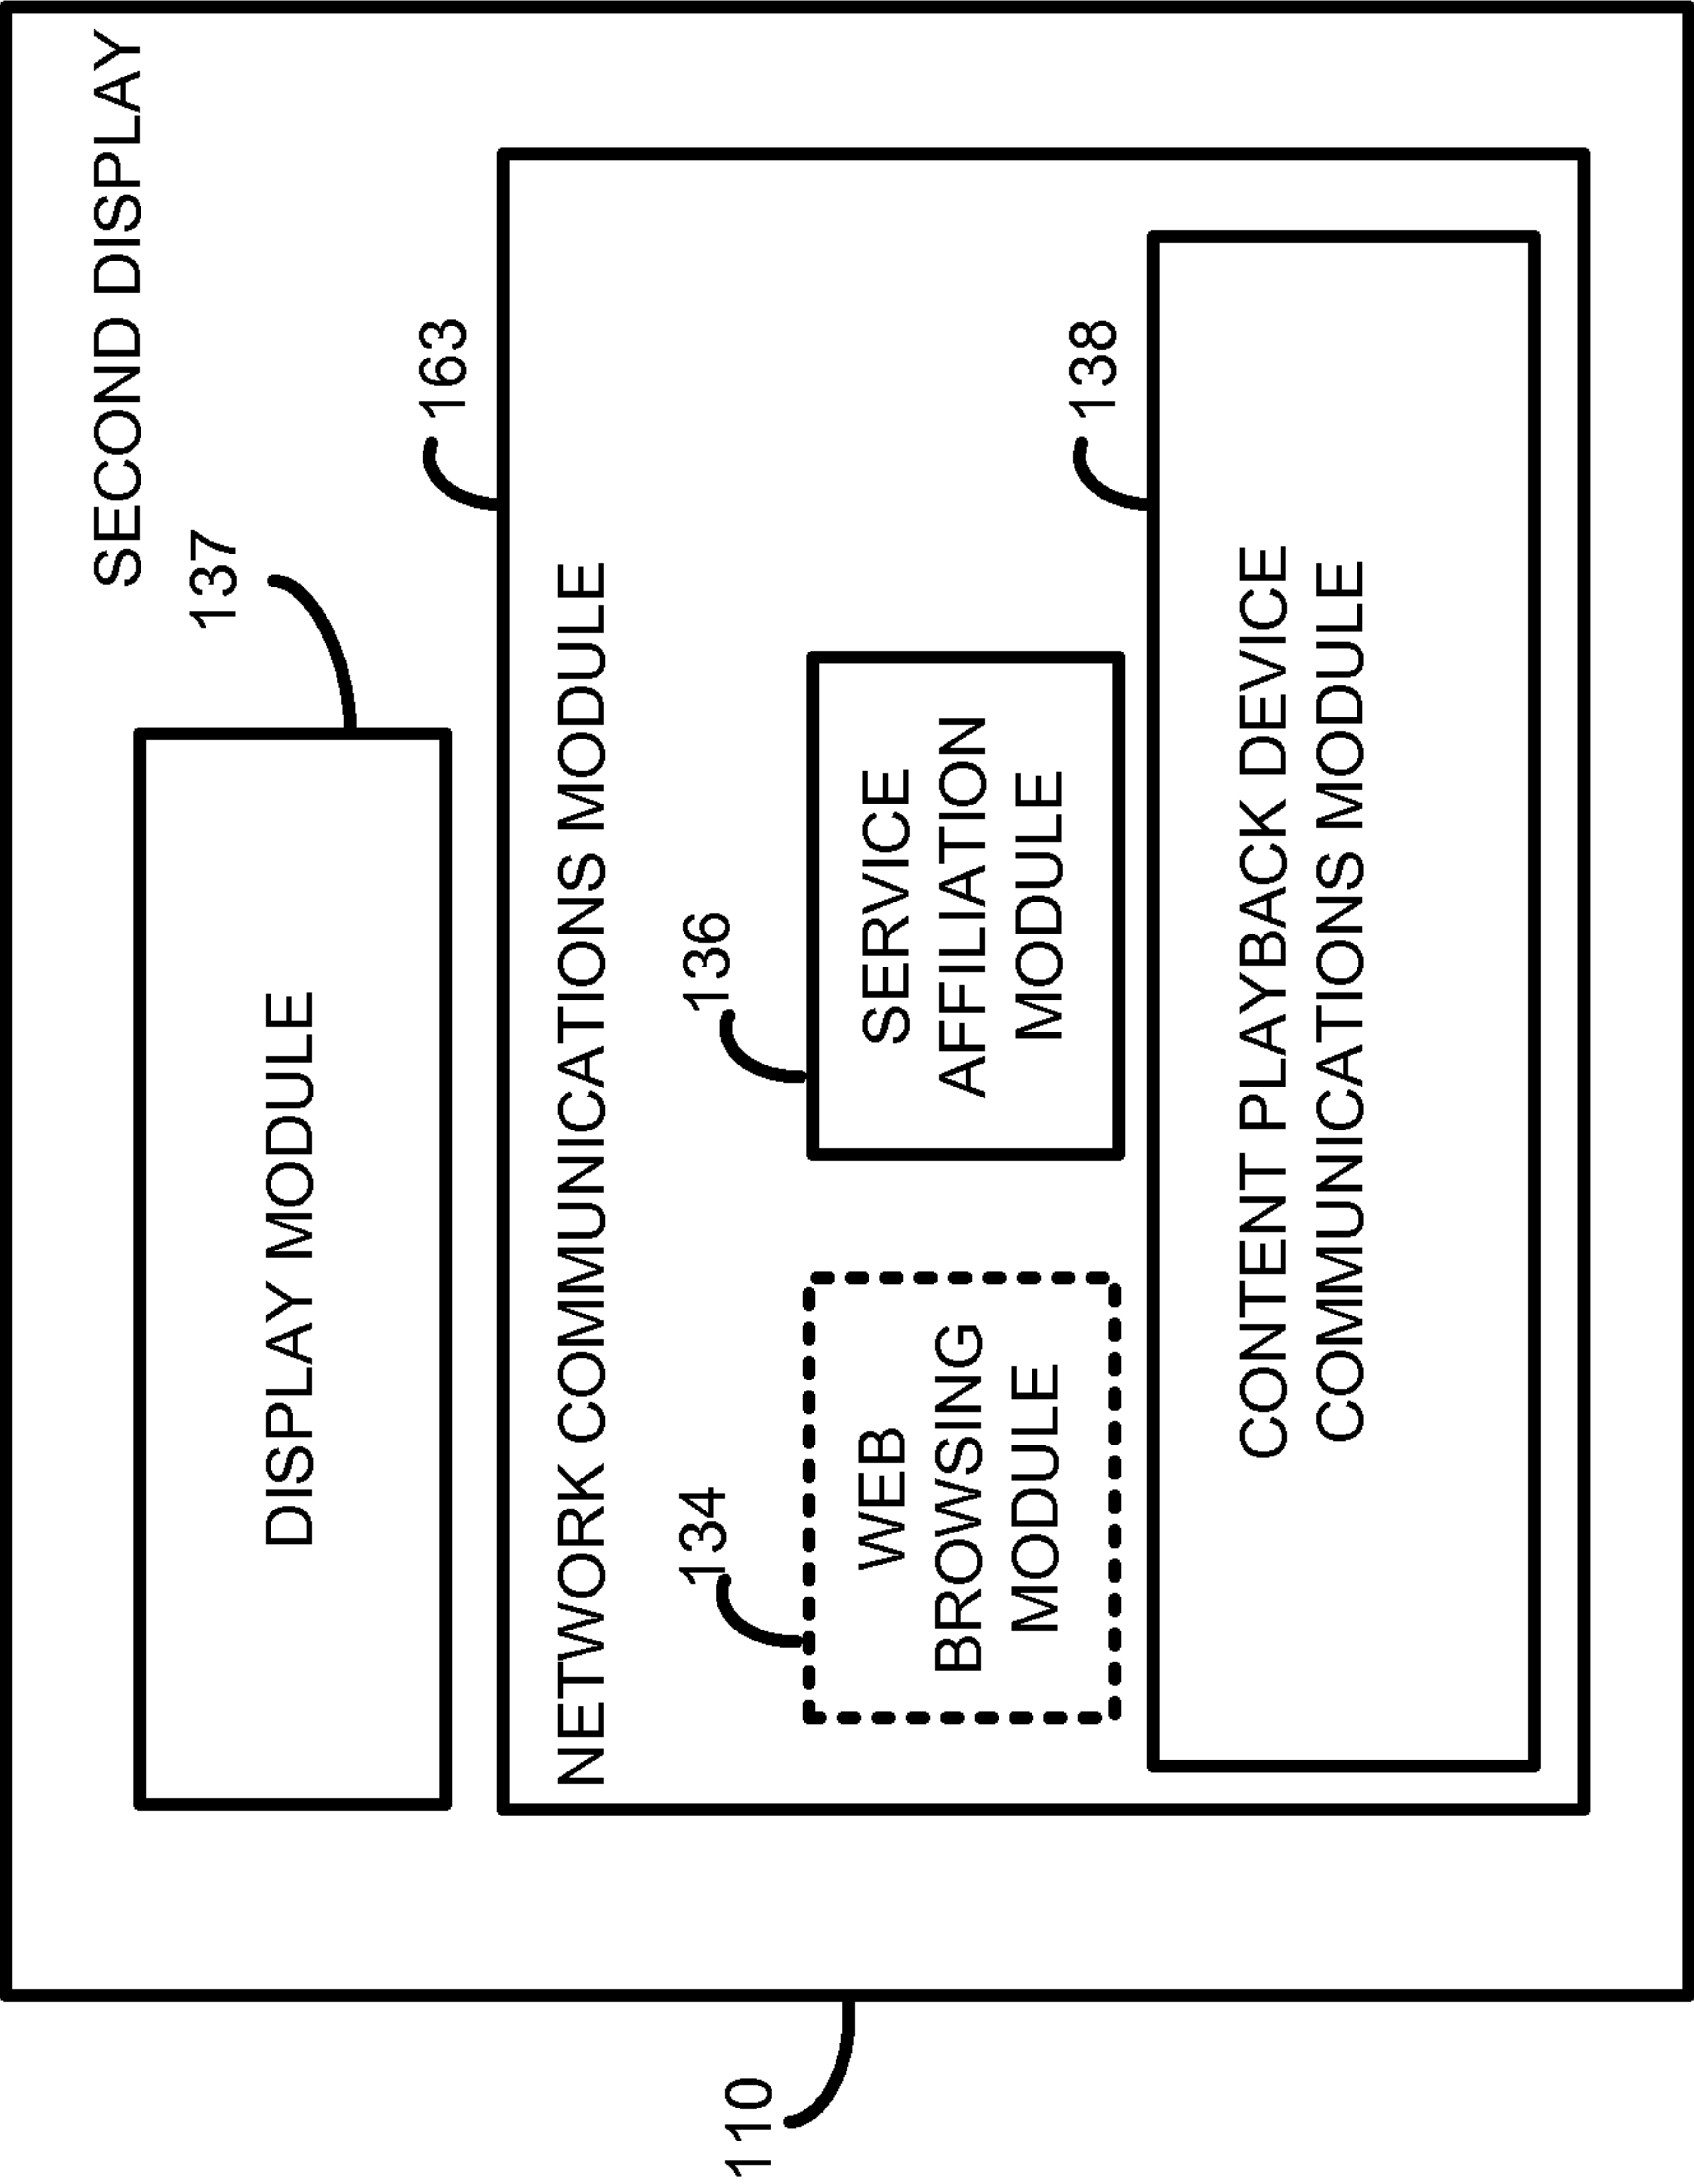 SECOND DISPLAY
137
DISPLAY MODULE
163
NETWORK COMMUNICATIONS MODULE
134
WEB
BROWSING
MODULE
136
SERVICE
AFFILIATION
MODULE
138
CONTENT PLAYBACK DEVICE
COMMUNICATIONS MODULE
110